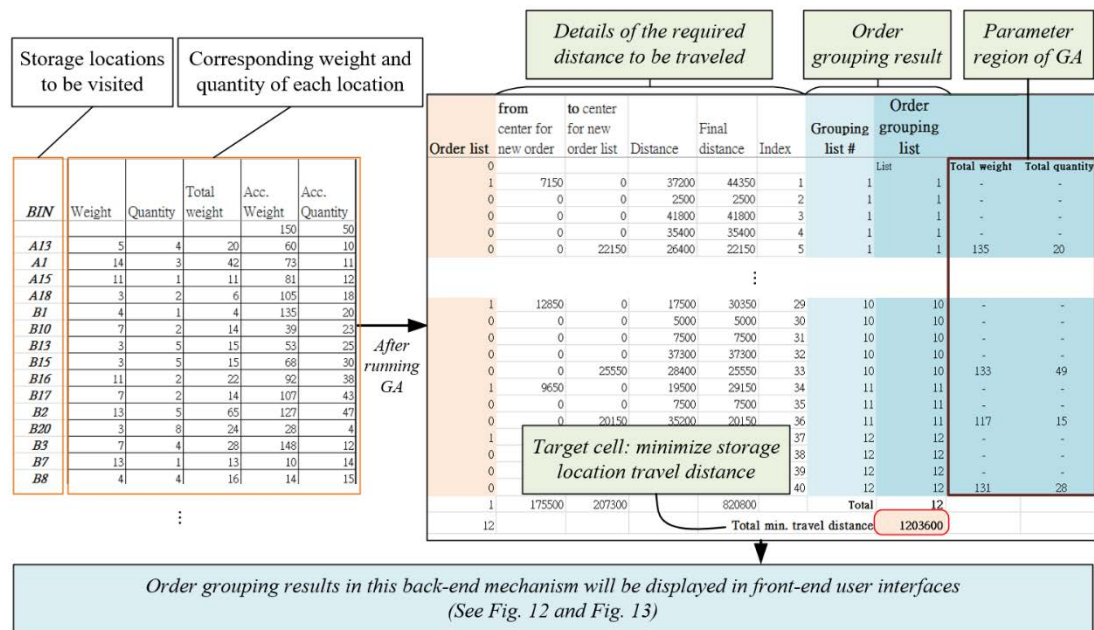 Storage locations
to be visited
Corresponding weight and
quantity of each location
Details of the required
distance to be traveled
Order
grouping result
Parameter
region of GA
BIN Weight Quantity Total weight Acc. Weight Acc. Quantity
150 50
A13 5 4 20 60 10
A1 14 3 42 73 11
A15 11 1 11 81 12
A18 3 2 6 105 18
B1 4 1 4 135 20
B10 7 2 14 39 23
B13 3 5 15 53 25
B15 3 5 15 68 30
B16 11 2 22 92 38
B17 7 2 14 107 43
B2 13 5 65 127 47
B20 3 8 24 28 4
B3 7 4 28 148 12
B7 13 1 13 10 14
B8 4 4 16 14 15
⋮
After
running
GA
Order list from center for new order to center for new order list Distance Final distance Index Grouping list # Order grouping list
0 List Total weight Total quantity
1 7150 0 37200 44350 1 1 1 - -
0 0 0 2500 2500 2 1 1 - -
0 0 0 41800 41800 3 1 1 - -
0 0 0 35400 35400 4 1 1 - -
0 0 22150 26400 22150 5 1 1 135 20
⋮
1 12850 0 17500 30350 29 10 10 - -
0 0 0 5000 5000 30 10 10 - -
0 0 0 7500 7500 31 10 10 - -
0 0 0 37300 37300 32 10 10 - -
0 0 25550 28400 25550 33 10 10 133 49
1 9650 0 19500 29150 34 11 11 - -
0 0 0 7500 7500 35 11 11 - -
0 0 20150 35200 20150 36 11 11 117 15
1 37 12 12 - -
0 38 12 12 - -
0 39 12 12 - -
0 40 12 12 131 28
Target cell: minimize storage
location travel distance
1 175500 207300 820800 Total 12
12 Total min. travel distance 1203600
Order grouping results in this back-end mechanism will be displayed in front-end user interfaces
(See Fig. 12 and Fig. 13)